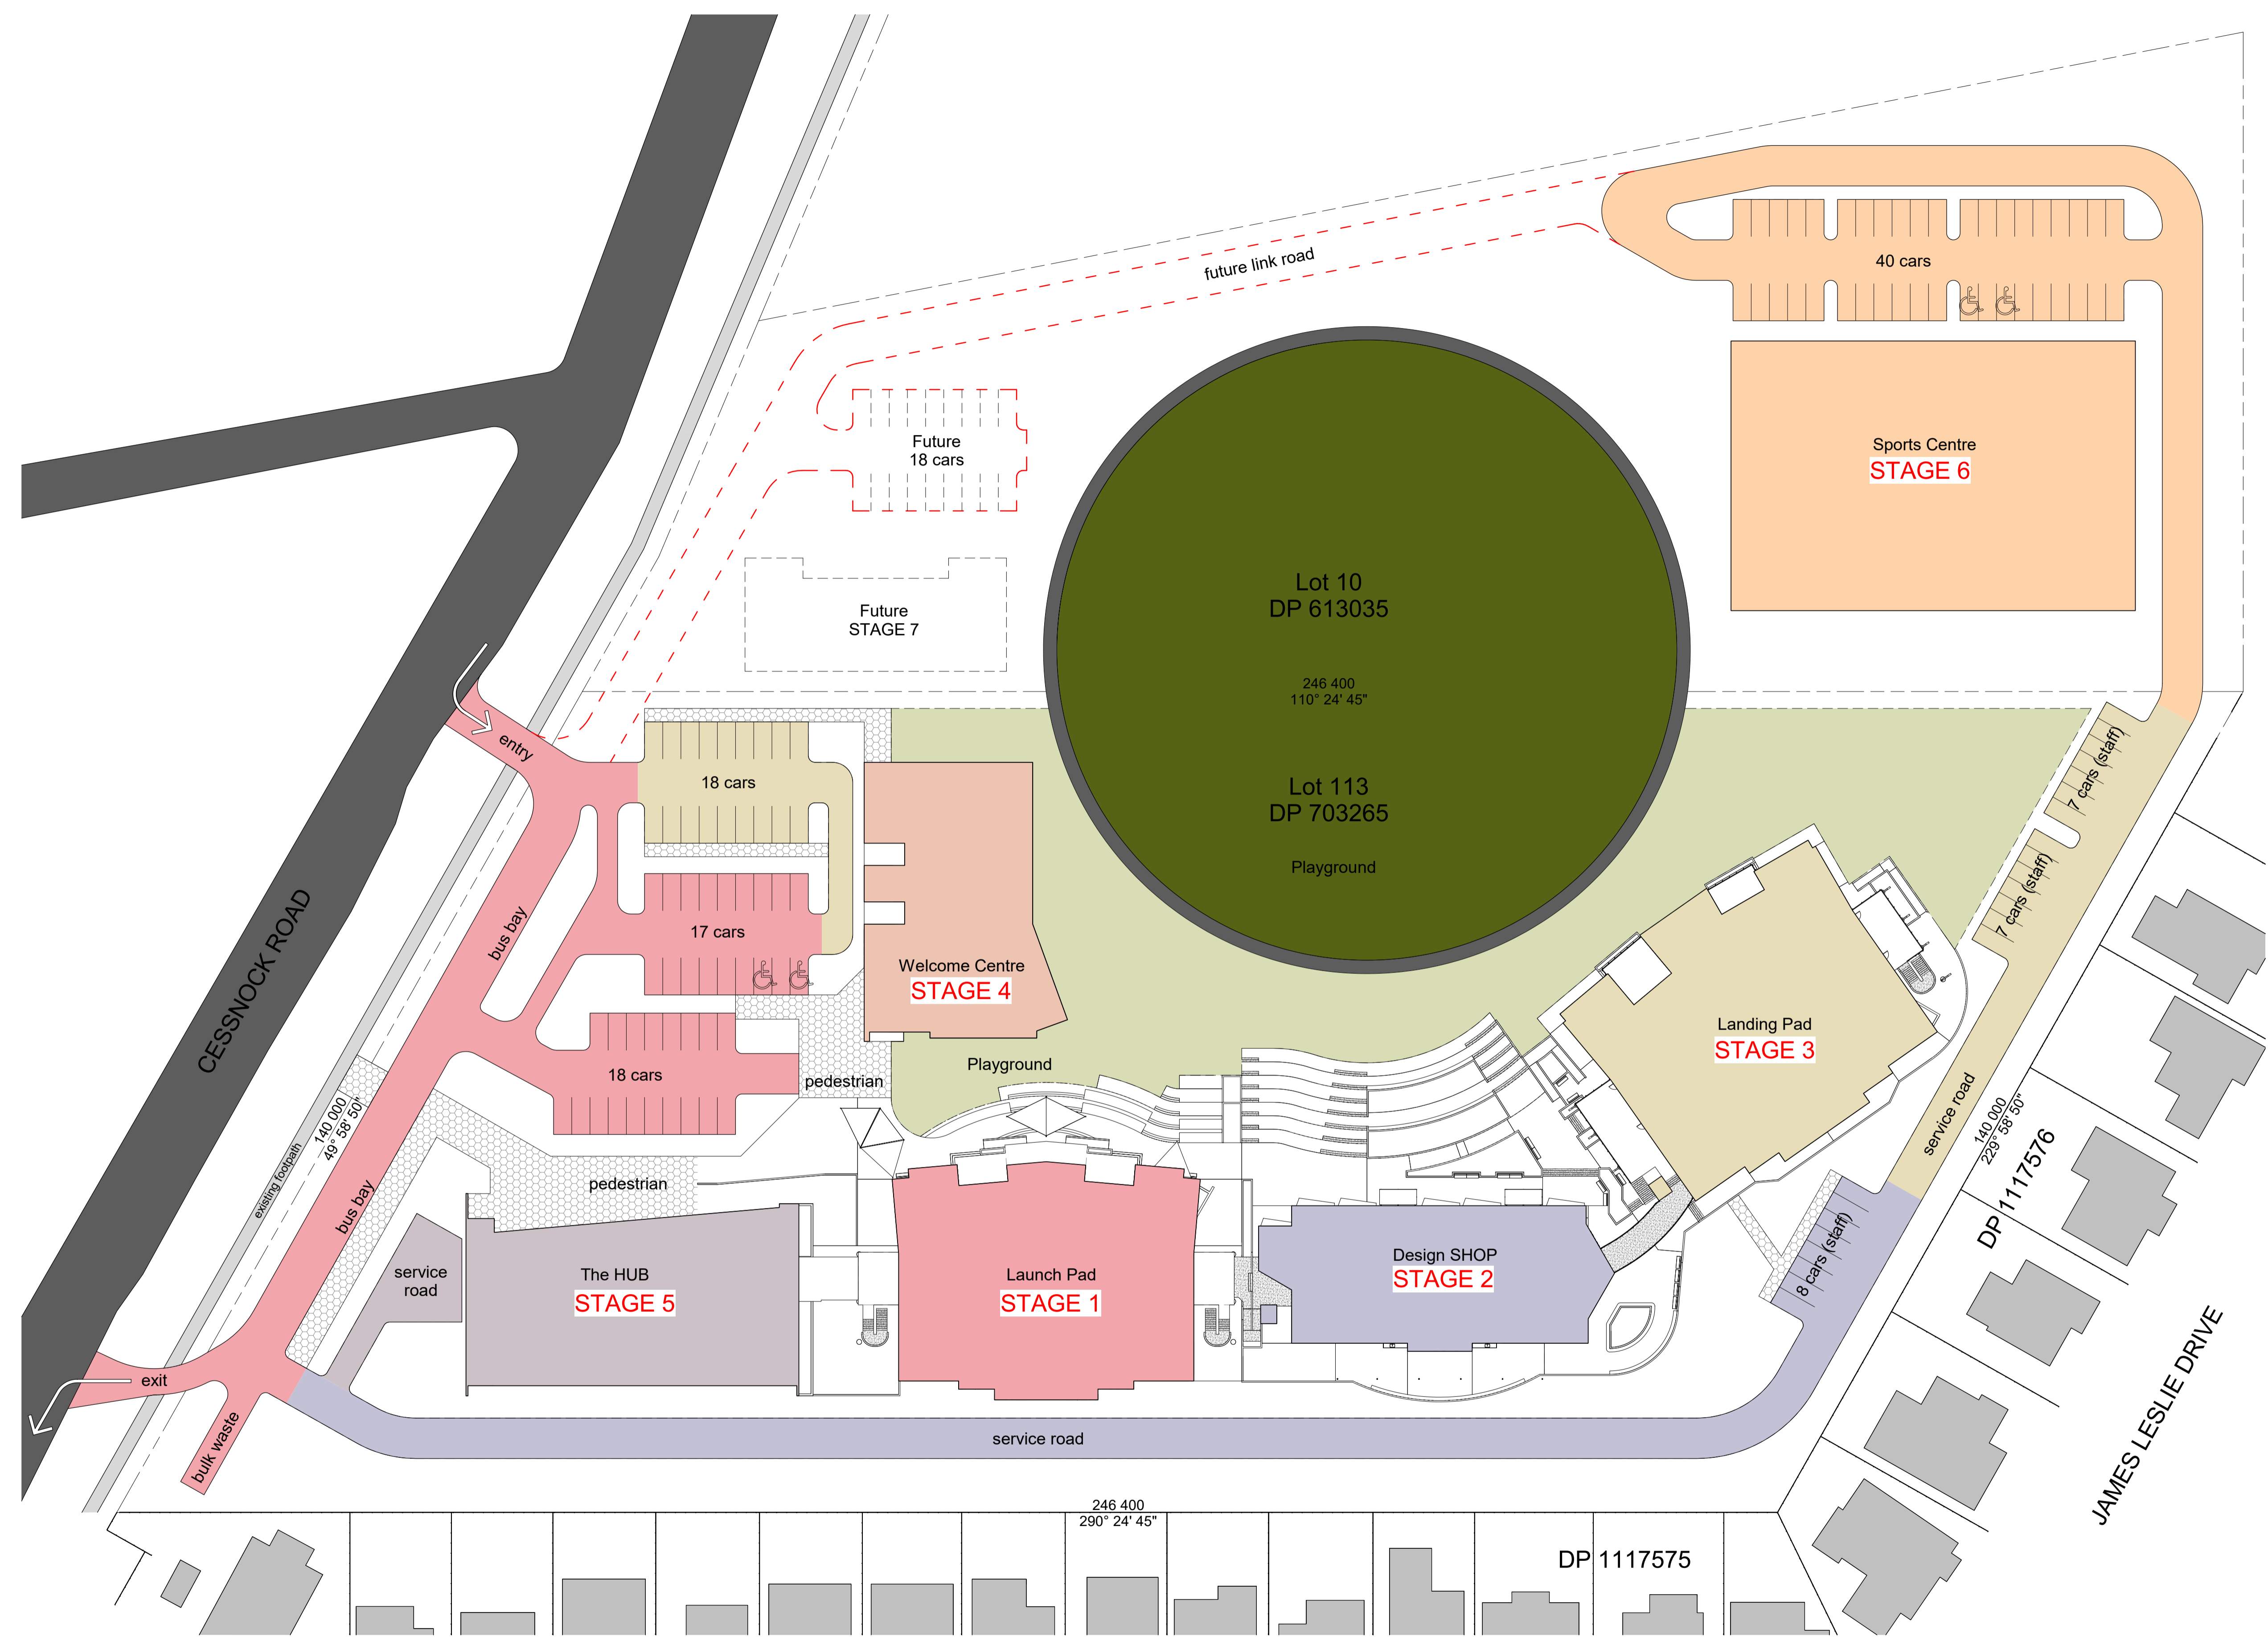 future link road
40 cars
Future
18 cars
Sports Centre
STAGE 6
Future
STAGE 7
Lot 10
DP 613035
246 400
110° 24' 45"
entry
18 cars
7 cars (staff)
Lot 113
DP 703265
Playground
7 cars (staff)
bus bay
17 cars
CESSNOCK ROAD
Welcome Centre
STAGE 4
Landing Pad
STAGE 3
18 cars
pedestrian
Playground
service road
140 000
229° 58' 50"
DP 1117576
140 000
49° 58' 50"
existing footpath
bus bay
pedestrian
service
road
The HUB
STAGE 5
Launch Pad
STAGE 1
Design SHOP
STAGE 2
8 cars (staff)
exit
bulk waste
service road
JAMES LESLIE DRIVE
246 400
290° 24' 45"
DP 1117575